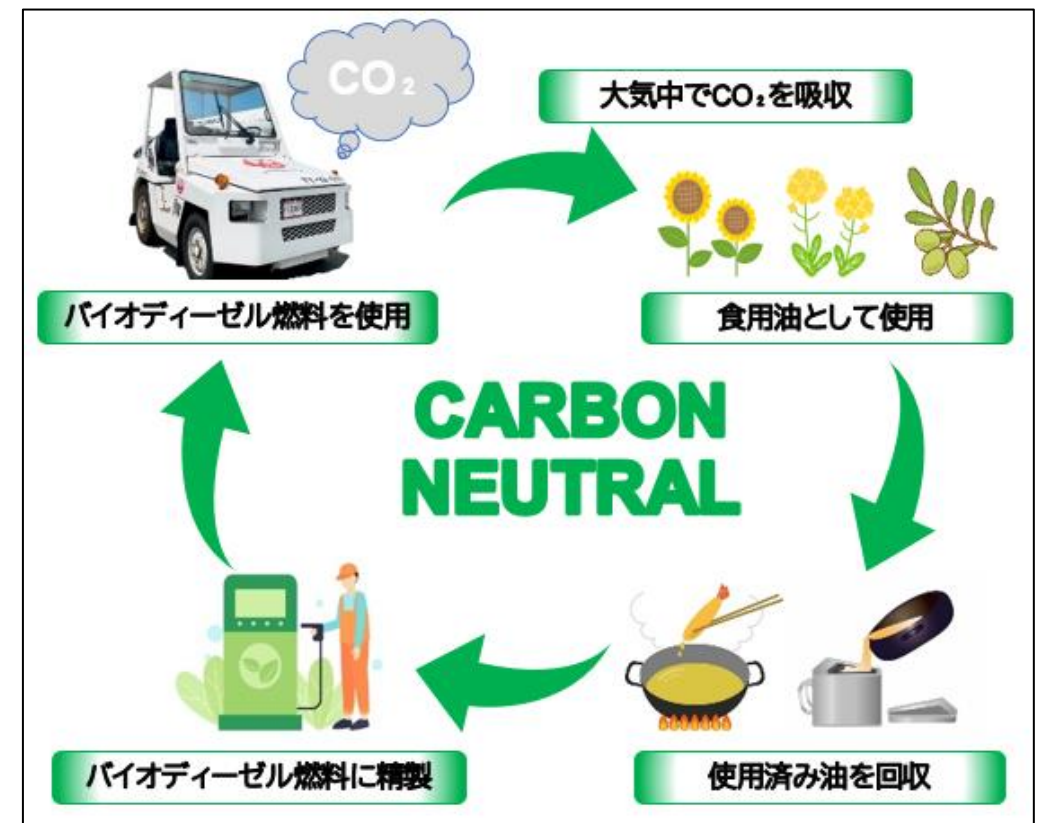 CO₂
大気中でCO₂を吸収
バイオディーゼル燃料を使用
食用油として使用
CARBON
NEUTRAL
バイオディーゼル燃料に精製
使用済み油を回収